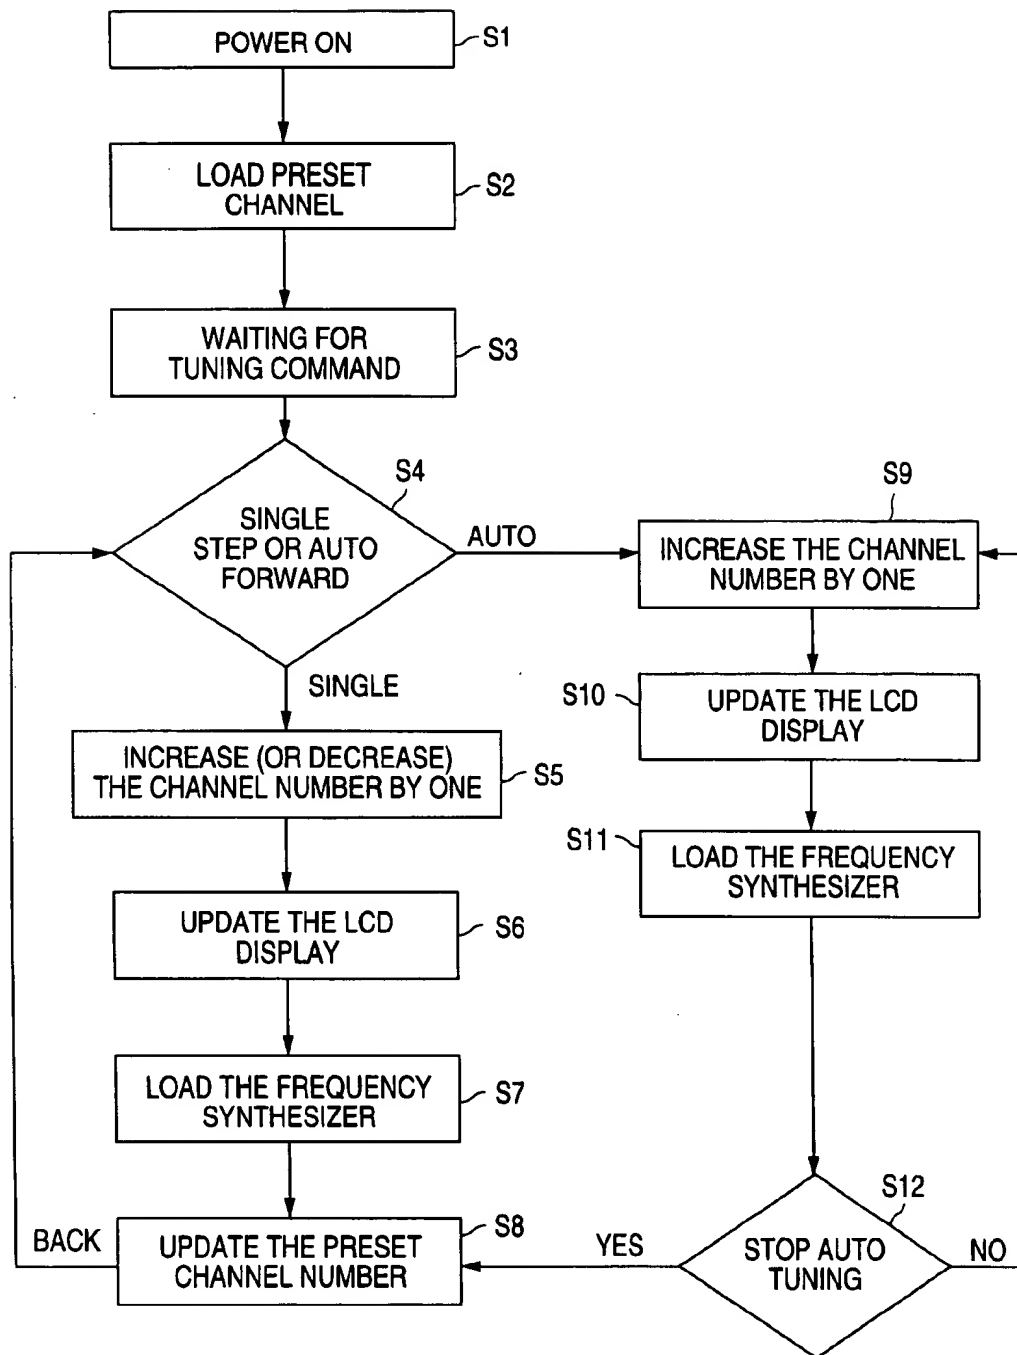 POWER ON
S1
LOAD PRESET
CHANNEL
S2
WAITING FOR
TUNING COMMAND
S3
SINGLE
STEP OR AUTO
FORWARD
S4
AUTO
SINGLE
INCREASE (OR DECREASE)
THE CHANNEL NUMBER BY ONE
S5
UPDATE THE LCD
DISPLAY
S6
LOAD THE FREQUENCY
SYNTHESIZER
S7
UPDATE THE PRESET
CHANNEL NUMBER
S8
BACK
S9
INCREASE THE CHANNEL
NUMBER BY ONE
S10
UPDATE THE LCD
DISPLAY
S11
LOAD THE FREQUENCY
SYNTHESIZER
S12
STOP AUTO
TUNING
YES
NO